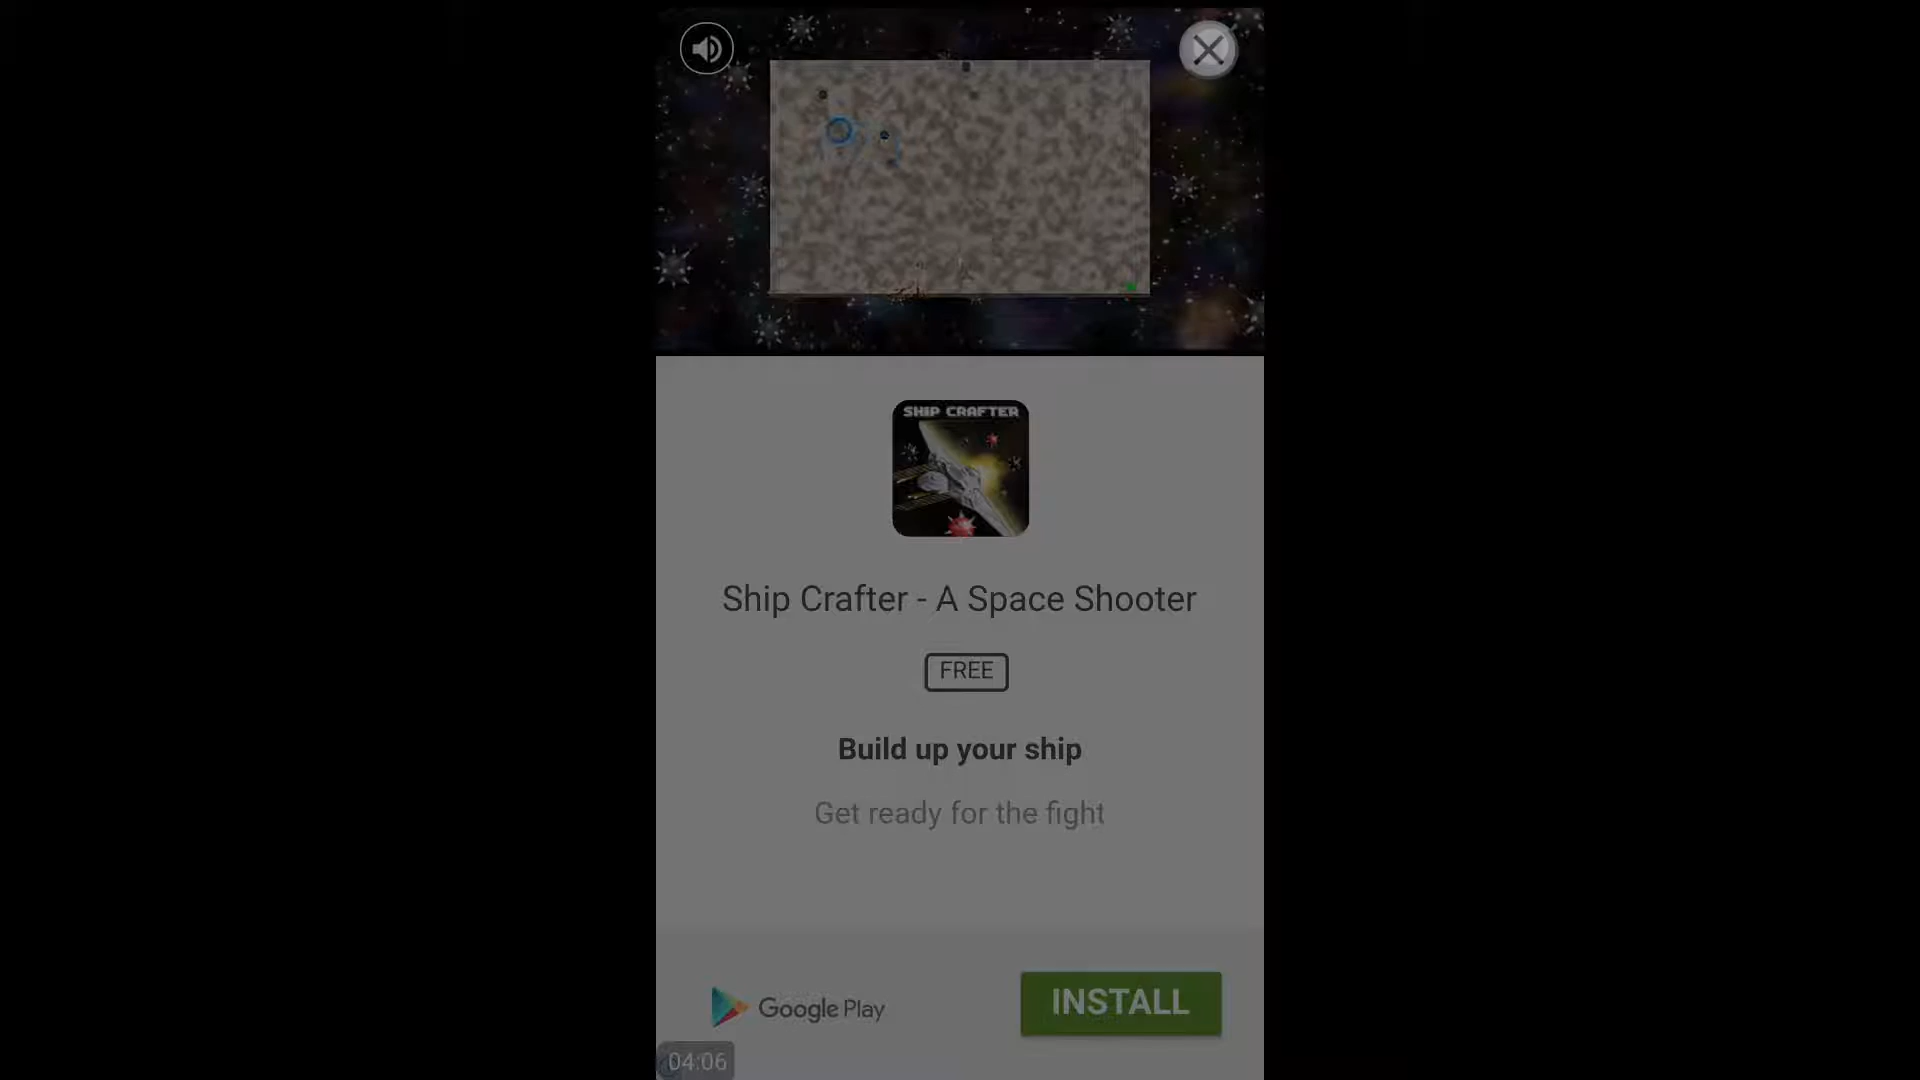 SHIP CRAFTER
Ship Crafter - A Space Shooter
FREE
Build up your ship
Get ready for the fight
Google Play
INSTALL
04:06